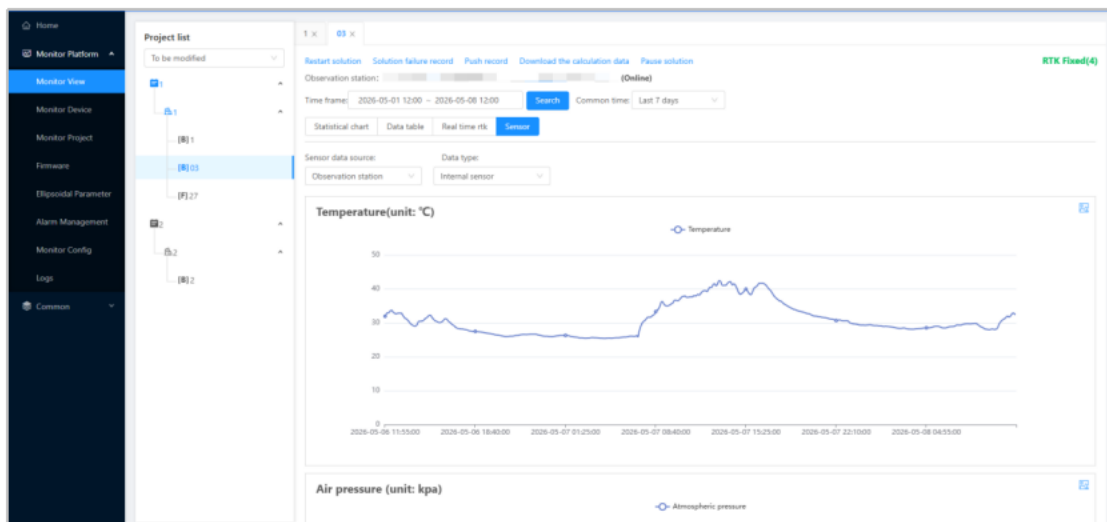 Home
Monitor Platform
Monitor View
Monitor Device
Monitor Project
Firmware
Ellipsoidal Parameter
Alarm Management
Monitor Config
Logs
Common
Project list
To be modified
1
1
[B] 1
[B] 03
[F] 27
2
2
[B] 2
1 × 03 ×
Restart solution Solution failure record Push record Download the calculation data Pause solution RTK Fixed(4)
Observation station: (Online)
Time frame: 2026-05-01 12:00 ~ 2026-05-08 12:00 Search Common time: Last 7 days
Statistical chart Data table Real time rtk Sensor
Sensor data source: Data type:
Observation station Internal sensor
Temperature(unit: ℃)
Temperature
50
40
30
20
10
0
2026-05-06 11:55:00 2026-05-06 18:40:00 2026-05-07 01:25:00 2026-05-07 08:40:00 2026-05-07 15:25:00 2026-05-07 22:10:00 2026-05-08 04:55:00
Air pressure (unit: kpa)
Atmospheric pressure